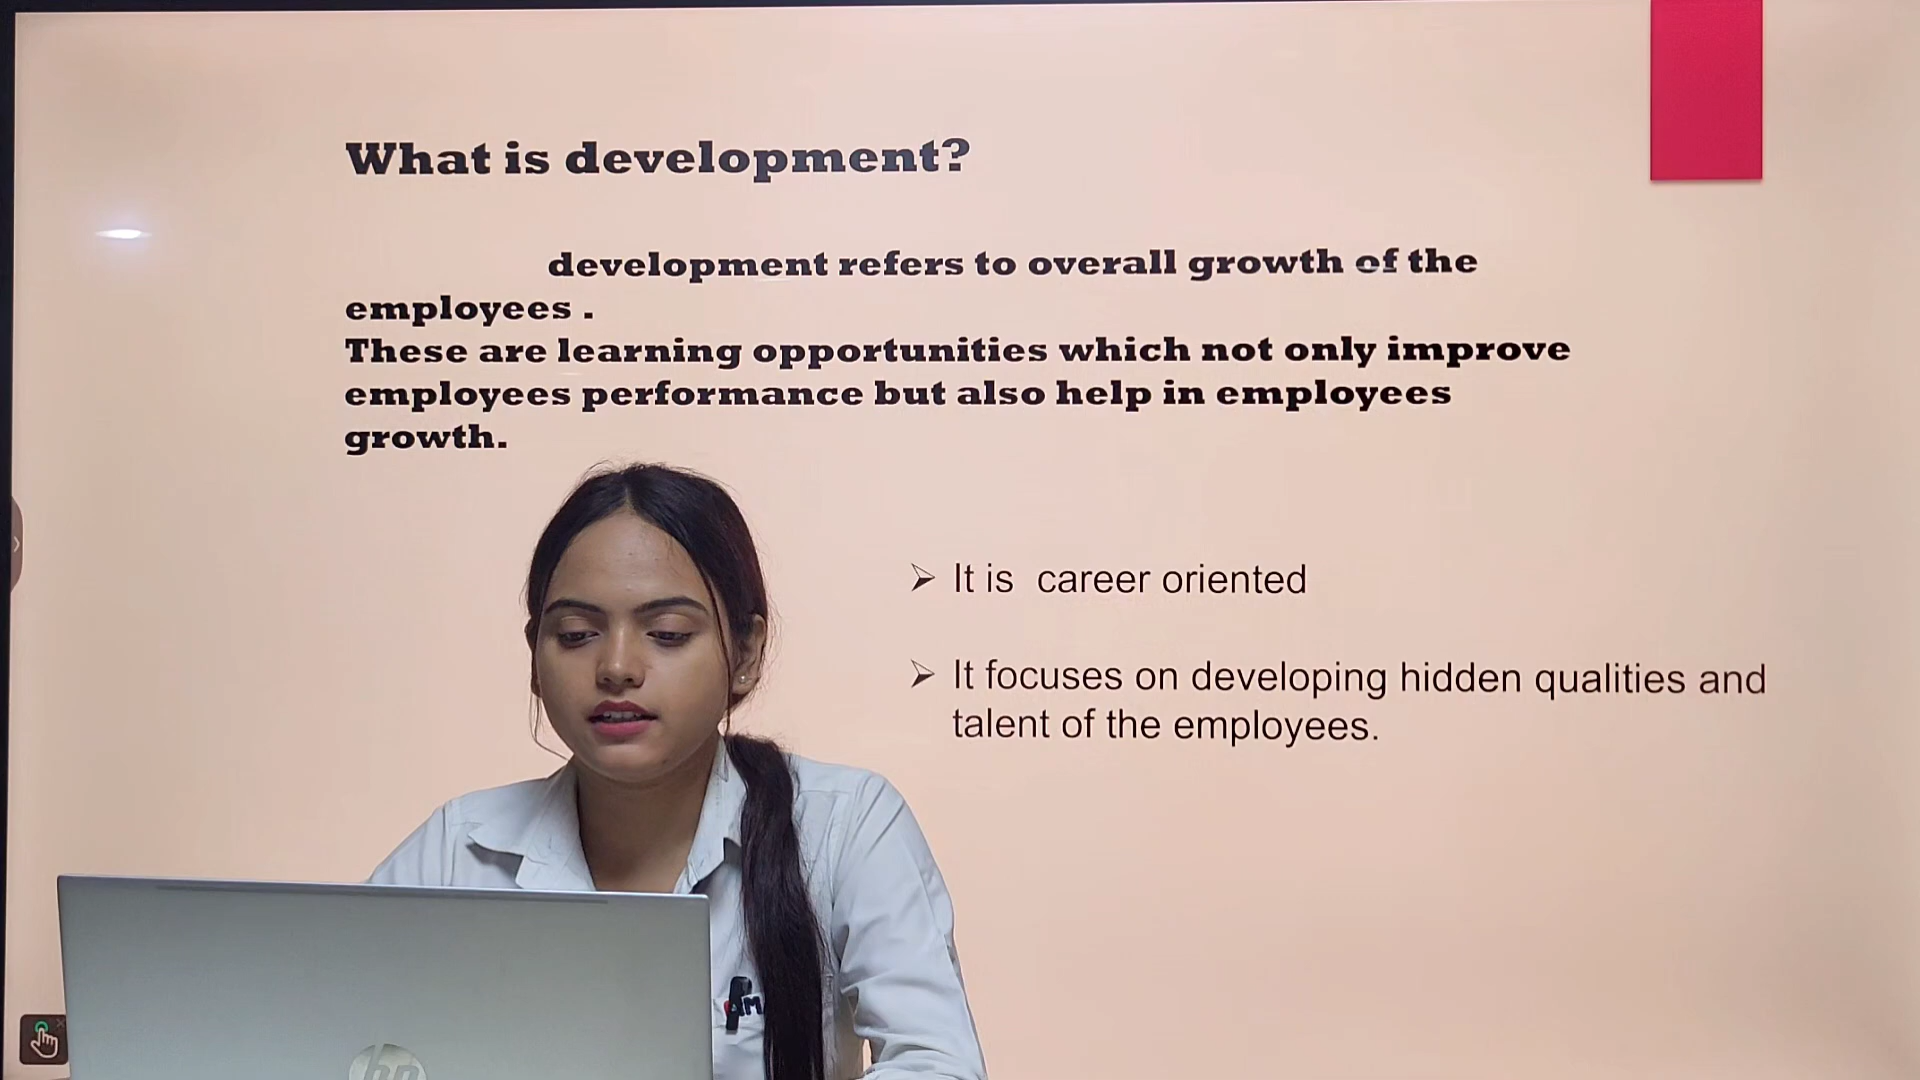 What is development?
development refers to overall growth of the
employees .
These are learning opportunities which not only improve
employees performance but also help in employees
growth.
It is  career oriented
It focuses on developing hidden qualities and
talent of the employees.
hp